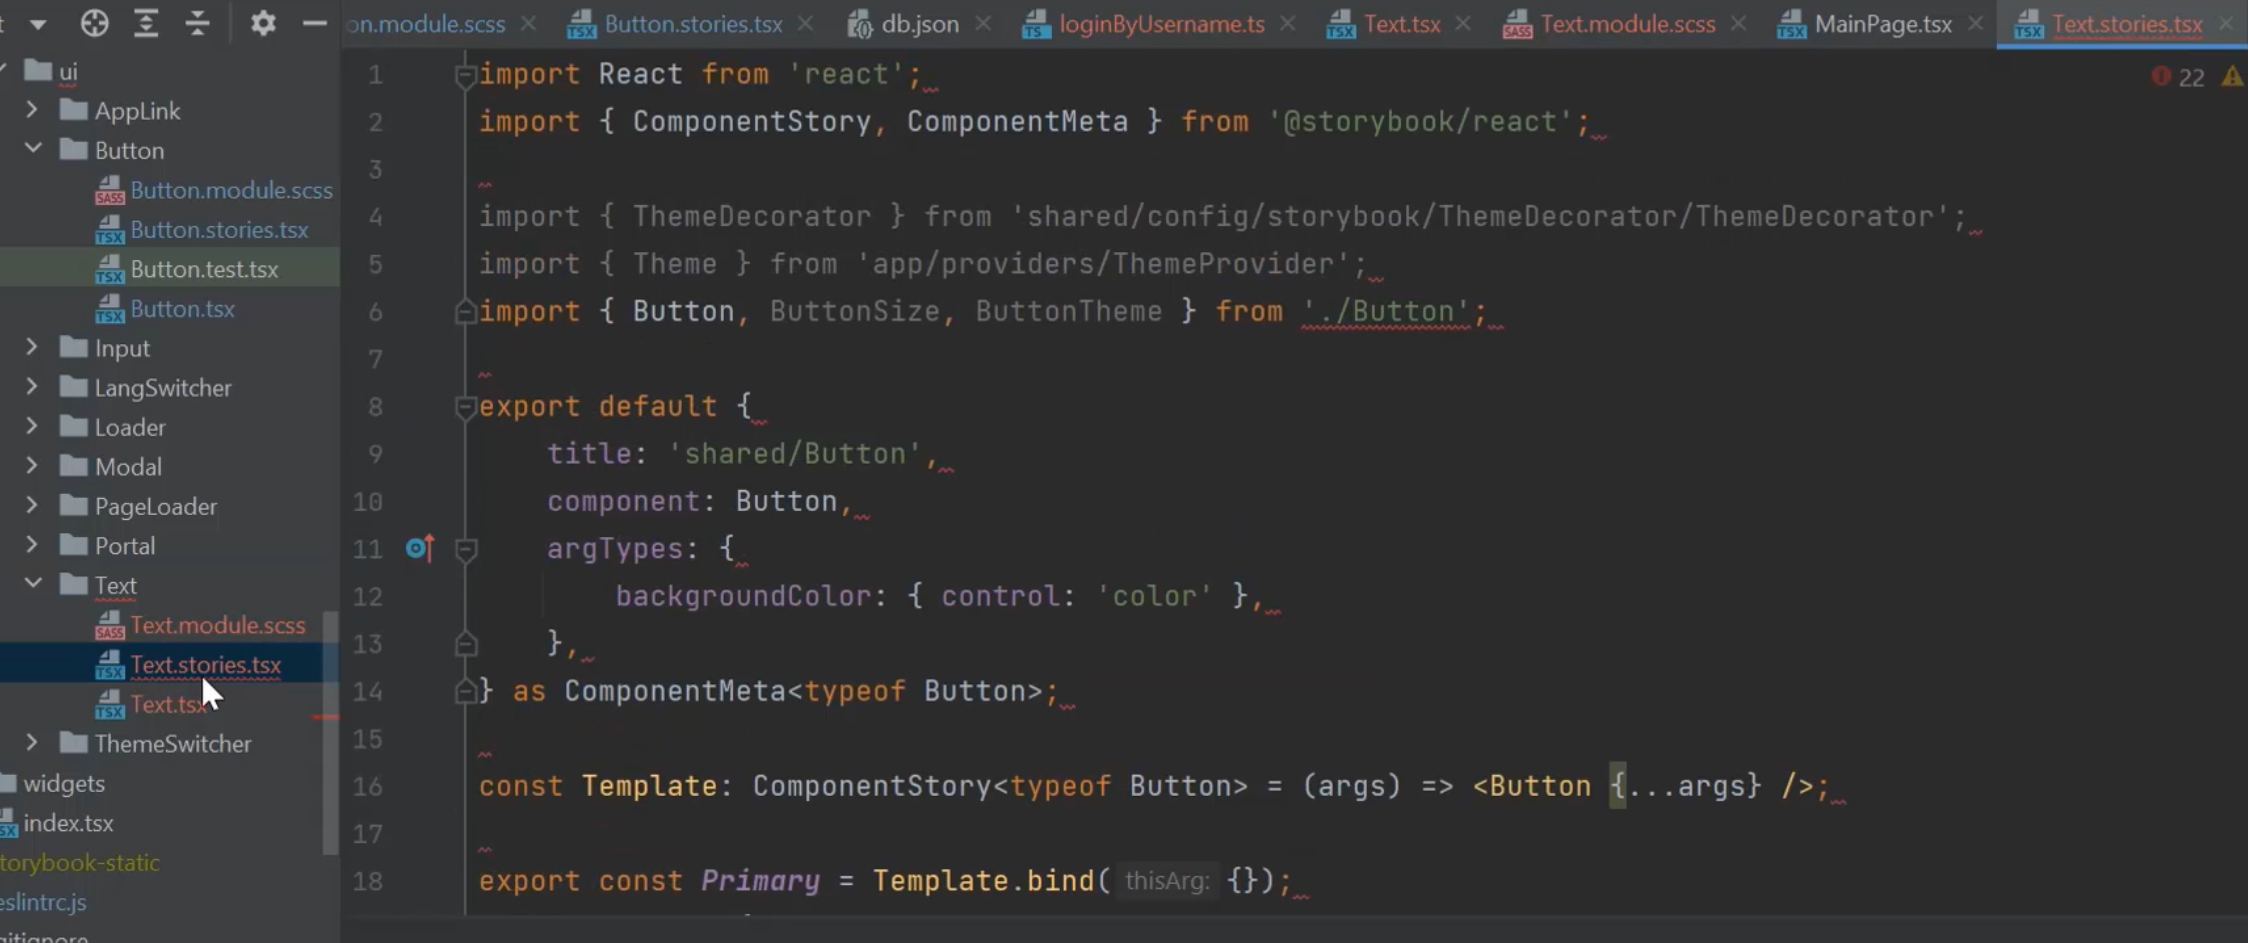 on.module.scss
Button.stories.tsx
db.json
loginByUsername.ts
Text.tsx
Text.module.scss
MainPage.tsx
Text.stories.tsx
ui
AppLink
Button
Button.module.scss
Button.stories.tsx
Button.test.tsx
Button.tsx
Input
LangSwitcher
Loader
Modal
PageLoader
Portal
Text
Text.module.scss
Text.stories.tsx
Text.tsx
ThemeSwitcher
widgets
index.tsx
torybook-static
eslintrc.js
gitignore
22
1 import React from 'react';
2 import { ComponentStory, ComponentMeta } from '@storybook/react';
3
4 import { ThemeDecorator } from 'shared/config/storybook/ThemeDecorator/ThemeDecorator';
5 import { Theme } from 'app/providers/ThemeProvider';
6 import { Button, ButtonSize, ButtonTheme } from './Button';
7
8 export default {
9 title: 'shared/Button',
10 component: Button,
11 argTypes: {
12 backgroundColor: { control: 'color' },
13 },
14 } as ComponentMeta<typeof Button>;
15
16 const Template: ComponentStory<typeof Button> = (args) => <Button {...args} />;
17
18 export const Primary = Template.bind( thisArg: {});